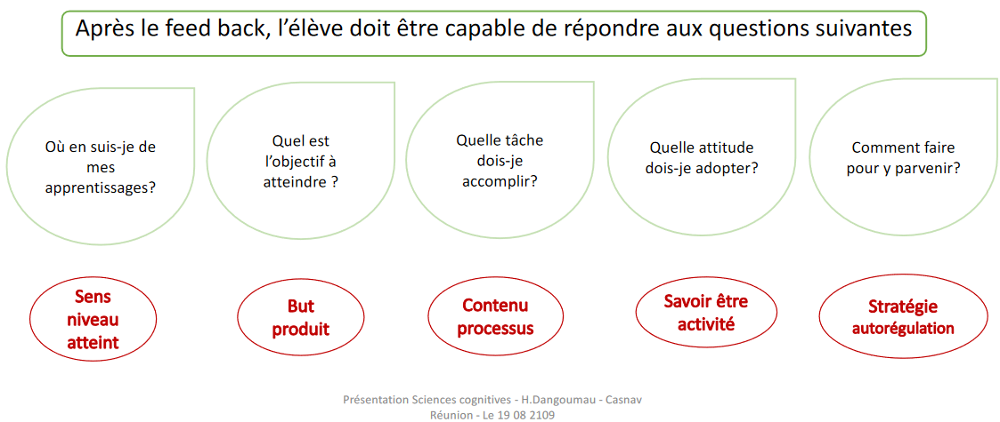 Après le feed back, l'élève doit être capable de répondre aux questions suivantes
Où en suis-je de
mes
apprentissages?
Quel est
l'objectif à
atteindre ?
Quelle tâche
dois-je
accomplir?
Quelle attitude
dois-je adopter?
Comment faire
pour y parvenir?
Sens
niveau
atteint
But
produit
Contenu
processus
Savoir être
activité
Stratégie
autorégulation
Présentation Sciences cognitives - H.Dangoumau - Casnav
Réunion - Le 19 08 2109